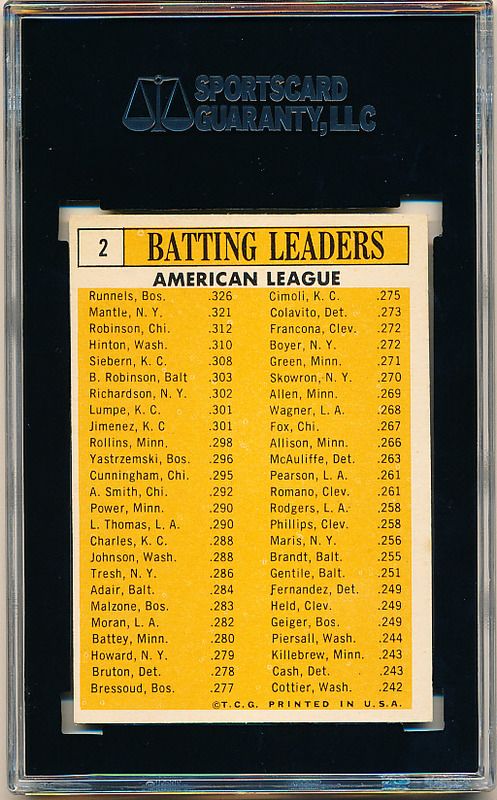 SPORTSCARD
GUARANTY, LLC
2 BATTING LEADERS
AMERICAN LEAGUE
Runnels, Bos. .326
Mantle, N. Y. .321
Robinson, Chi. .312
Hinton, Wash. .310
Siebern, K. C. .308
B. Robinson, Balt .303
Richardson, N. Y. .302
Lumpe, K. C. .301
Jimenez, K. C .301
Rollins, Minn. .298
Yastrzemski, Bos. .296
Cunningham, Chi. .295
A. Smith, Chi. .292
Power, Minn. .290
L. Thomas, L. A. .290
Charles, K. C. .288
Johnson, Wash. .288
Tresh, N. Y. .286
Adair, Balt. .284
Malzone, Bos. .283
Moran, L. A. .282
Battey, Minn. .280
Howard, N. Y. .279
Bruton, Det. .278
Bressoud, Bos. .277
Cimoli, K. C. .275
Colavito, Det. .273
Francona, Clev. .272
Boyer, N. Y. .272
Green, Minn. .271
Skowron, N. Y. .270
Allen, Minn. .269
Wagner, L. A. .268
Fox, Chi. .267
Allison, Minn. .266
McAuliffe, Det. .263
Pearson, L. A. .261
Romano, Clev. .261
Rodgers, L. A. .258
Phillips, Clev. .258
Maris, N. Y. .256
Brandt, Balt. .255
Gentile, Balt. .251
Fernandez, Det. .249
Held, Clev. .249
Geiger, Bos. .249
Piersall, Wash. .244
Killebrew, Minn. .243
Cash, Det. .243
Cottier, Wash. .242
©T.C.G. PRINTED IN U.S.A.